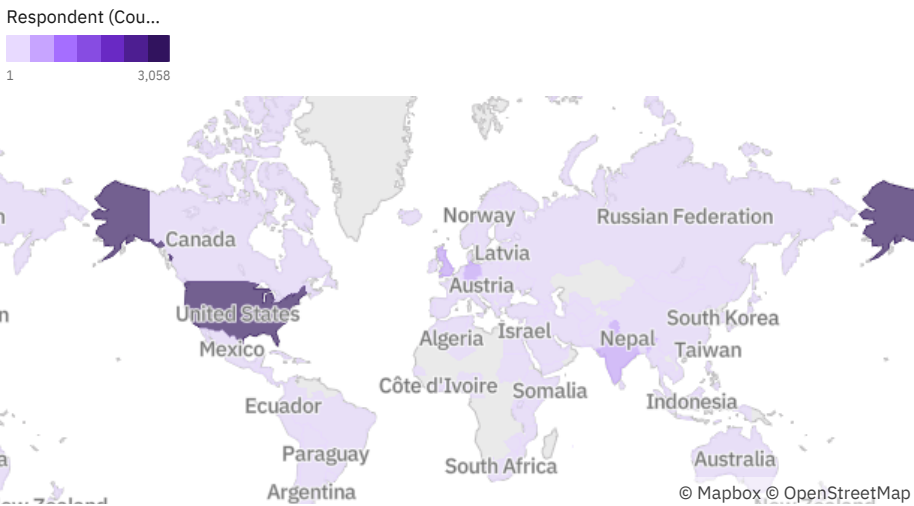 Respondent (Cou...
1 3,058
Norway
Russian Federation
Canada
Latvia
Austria
United States
South Korea
Algeria
Israel
Nepal
Mexico
Taiwan
Côte d'Ivoire
Somalia
Ecuador
Indonesia
Paraguay
Australia
South Africa
Argentina
© Mapbox © OpenStreetMap